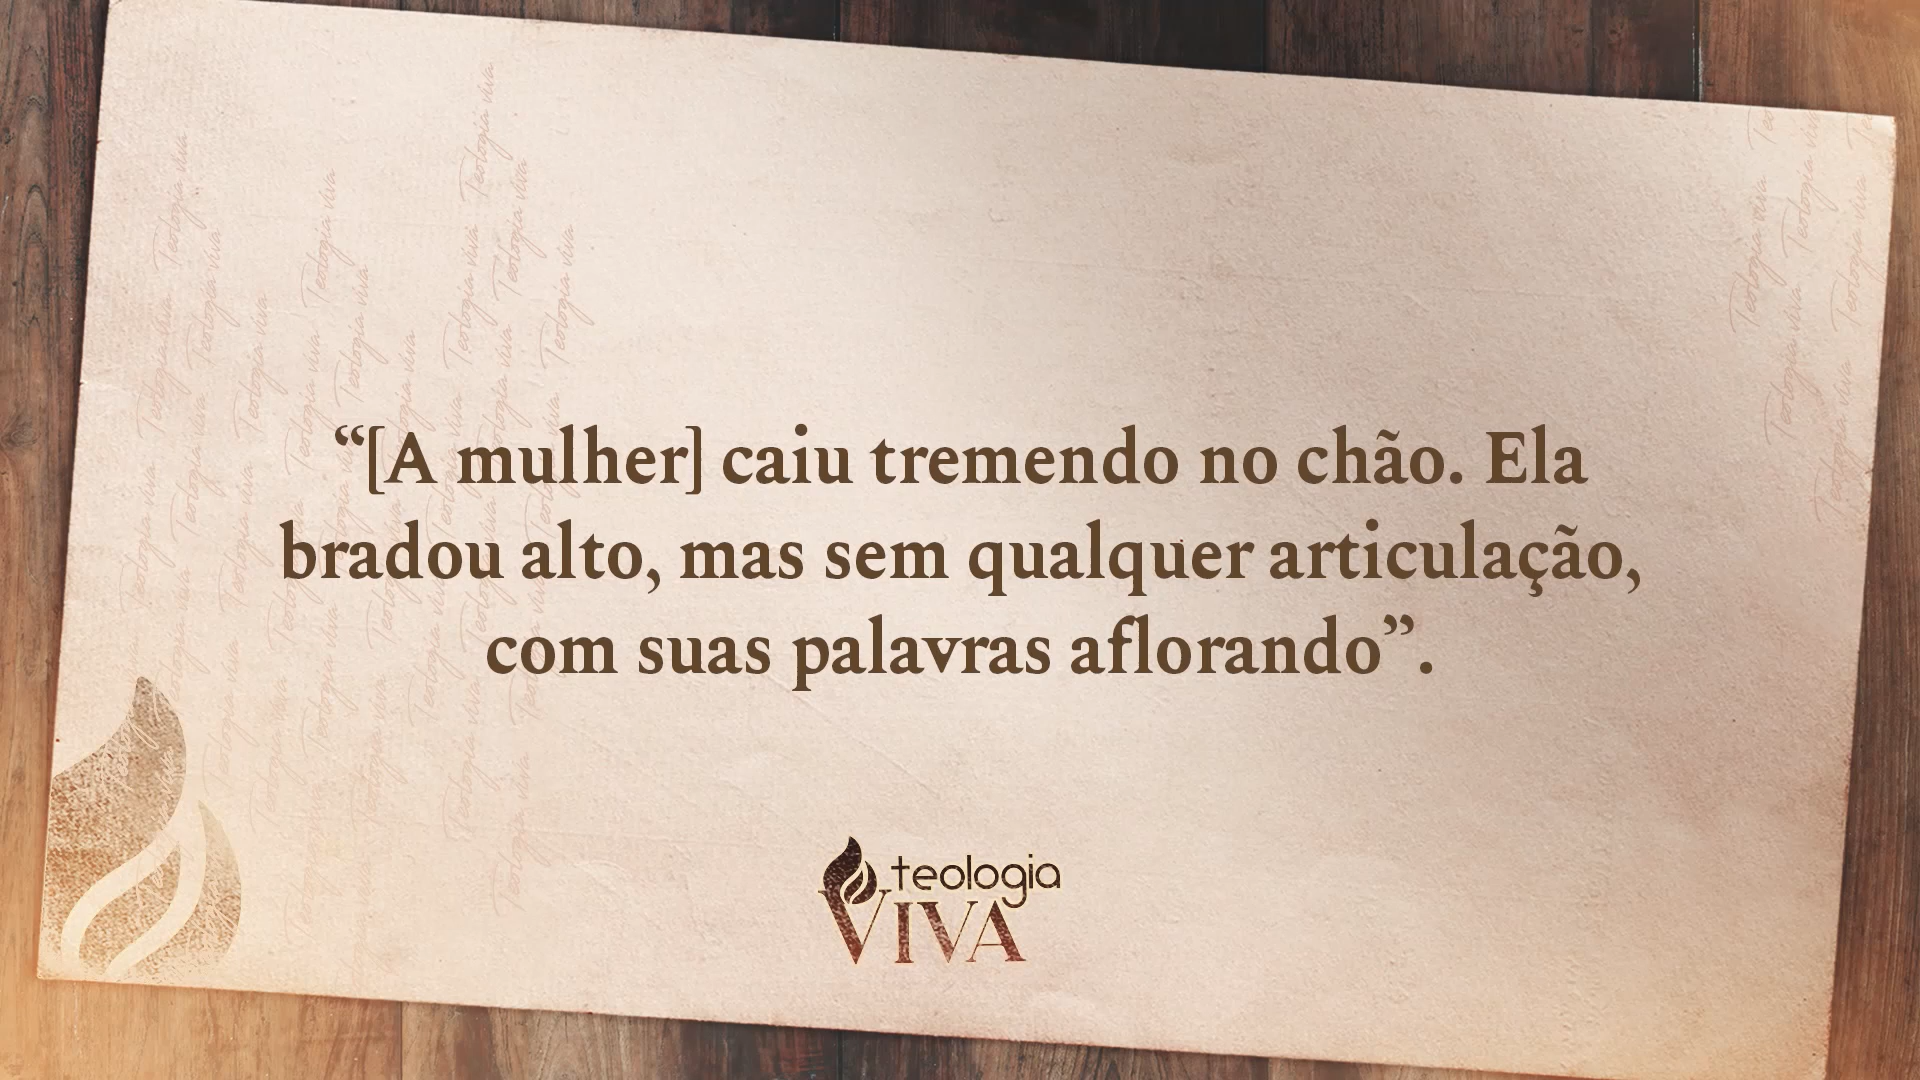 “[A mulher] caiu tremendo no chão. Ela
bradou alto, mas sem qualquer articulação,
com suas palavras aflorando”.
teologia
VIVA